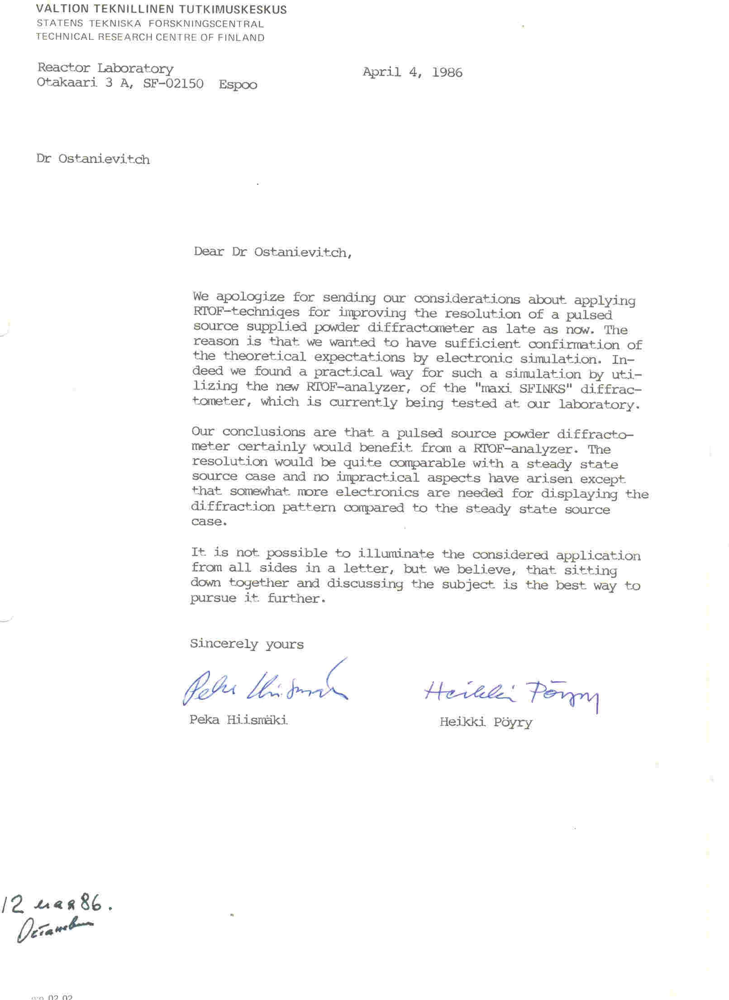 VALTION TEKNILLINEN TUTKIMUSKESKUS
STATENS TEKNISKA FORSKNINGSCENTRAL
TECHNICAL RESEARCH CENTRE OF FINLAND
Reactor Laboratory
Otakaari 3 A, SF-02150 Espoo
April 4, 1986
Dr Ostanievitch
Dear Dr Ostanievitch,
We apologize for sending our considerations about applying
RTOF-techniqes for improving the resolution of a pulsed
source supplied powder diffractometer as late as now. The
reason is that we wanted to have sufficient confirmation of
the theoretical expectations by electronic simulation. In-
deed we found a practical way for such a simulation by uti-
lizing the new RTOF-analyzer, of the "maxi SFINKS" diffrac-
tometer, which is currently being tested at our laboratory.
Our conclusions are that a pulsed source powder diffracto-
meter certainly would benefit from a RTOF-analyzer. The
resolution would be quite comparable with a steady state
source case and no impractical aspects have arisen except
that somewhat more electronics are needed for displaying the
diffraction pattern compared to the steady state source
case.
It is not possible to illuminate the considered application
from all sides in a letter, but we believe, that sitting
down together and discussing the subject is the best way to
pursue it further.
Sincerely yours
Heikki Pöyry
Peka Hiismäki
Heikki Pöyry
12 мая 86.
02 02